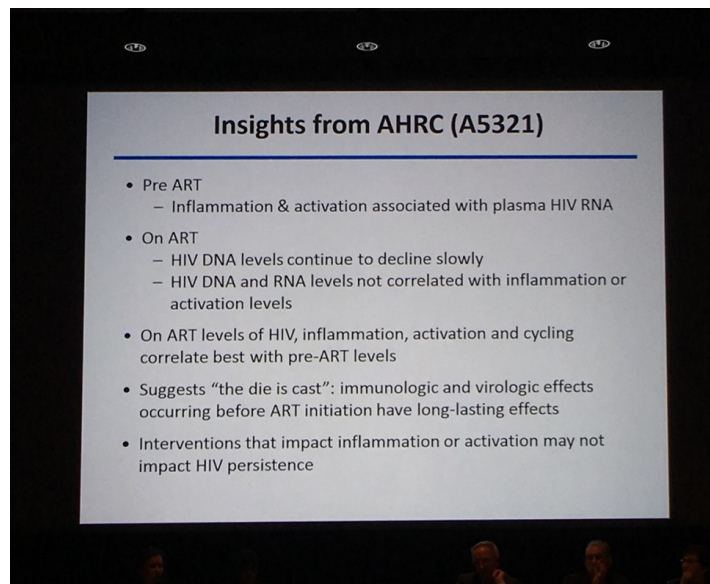 Insights from AHRC (A5321)
• Pre ART
– Inflammation & activation associated with plasma HIV RNA
• On ART
– HIV DNA levels continue to decline slowly
– HIV DNA and RNA levels not correlated with inflammation or
activation levels
• On ART levels of HIV, inflammation, activation and cycling
correlate best with pre-ART levels
• Suggests “the die is cast”: immunologic and virologic effects
occurring before ART initiation have long-lasting effects
• Interventions that impact inflammation or activation may not
impact HIV persistence